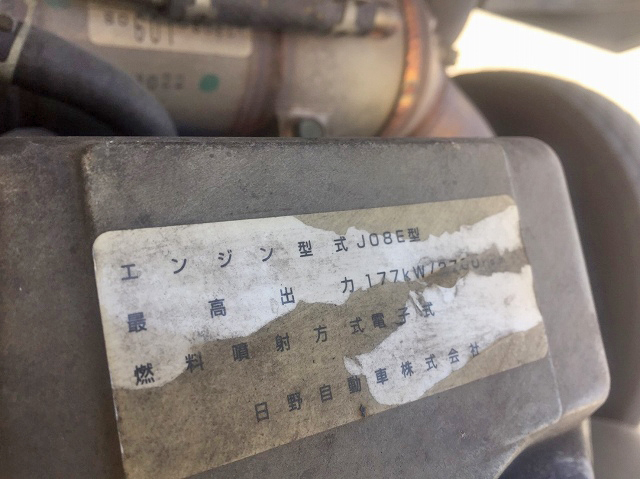 501
エンジン型式J08E型
最高出力177kW/2700
燃料噴射方式電子式
日野自動車株式会社